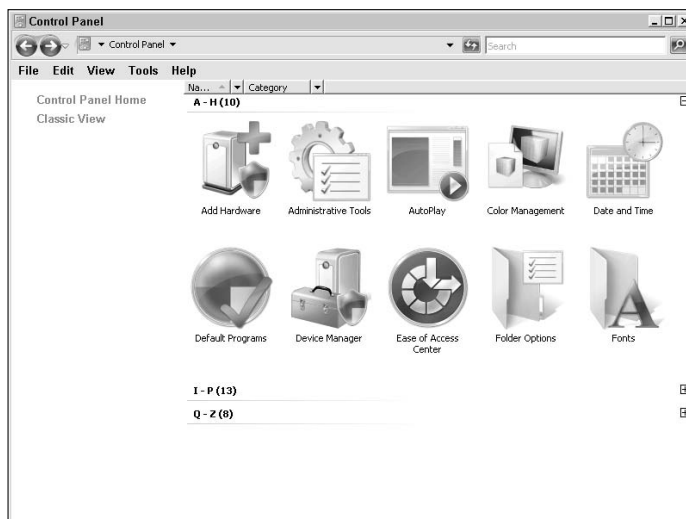 Control Panel
Control Panel
Search
File Edit View Tools Help
Na... Category
Control Panel Home
Classic View
A - H (10)
Add Hardware Administrative Tools AutoPlay Color Management Date and Time
Default Programs Device Manager Ease of Access Center Folder Options Fonts
I - P (13)
Q - Z (8)